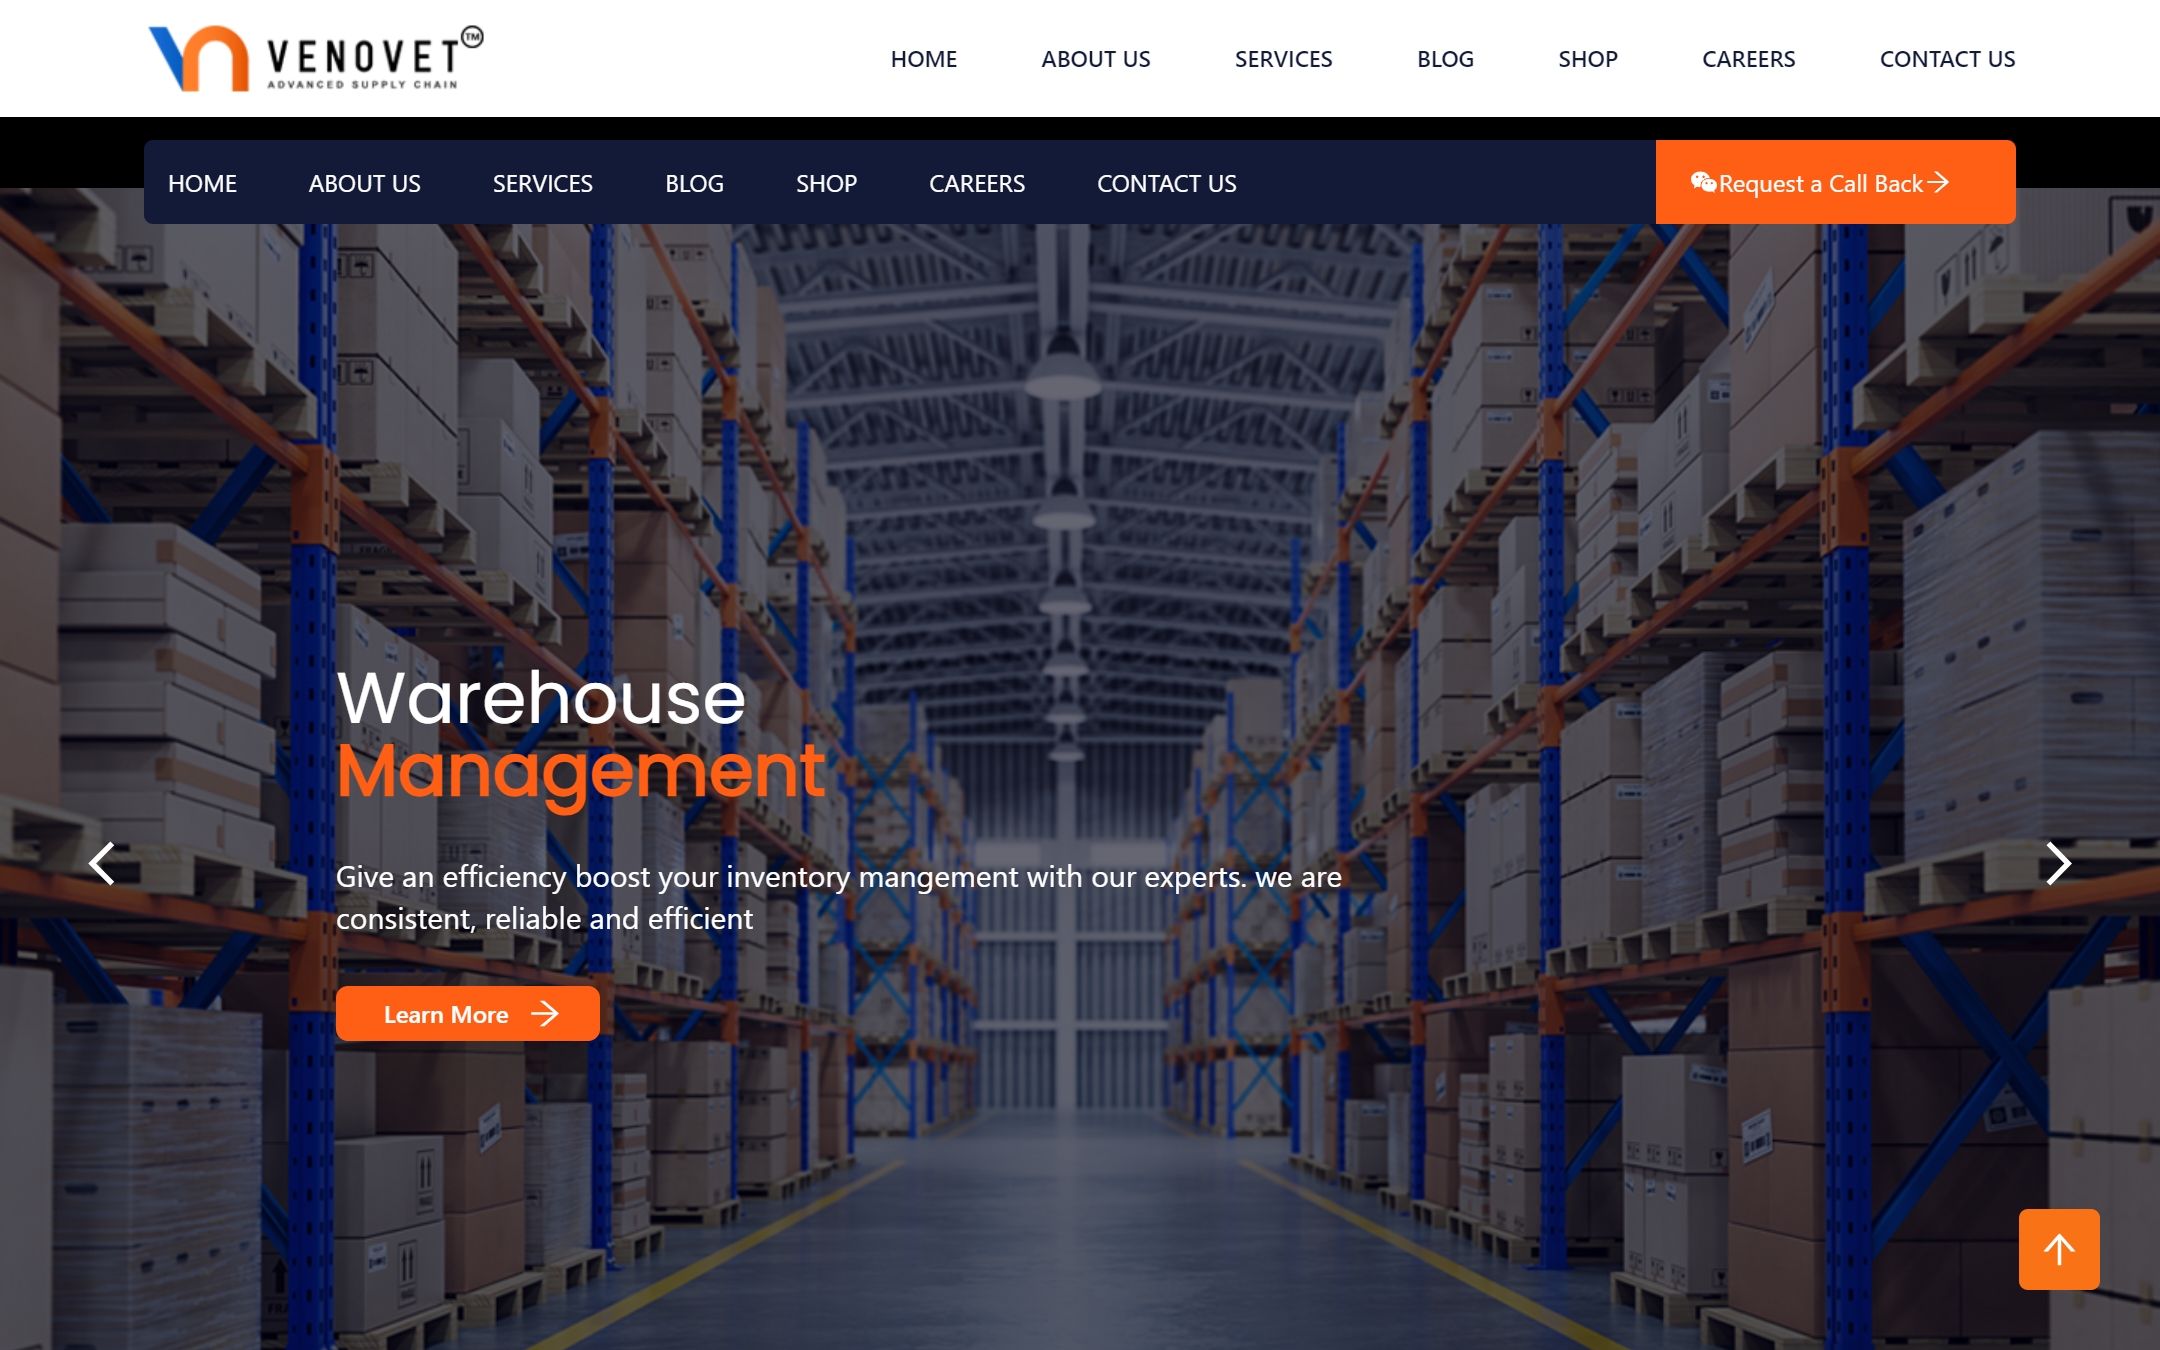 VENOVET TM
ADVANCED SUPPLY CHAIN
HOME ABOUT US SERVICES BLOG SHOP CAREERS CONTACT US
HOME ABOUT US SERVICES BLOG SHOP CAREERS CONTACT US Request a Call Back
Warehouse
Management
Give an efficiency boost your inventory mangement with our experts. we are
consistent, reliable and efficient
Learn More